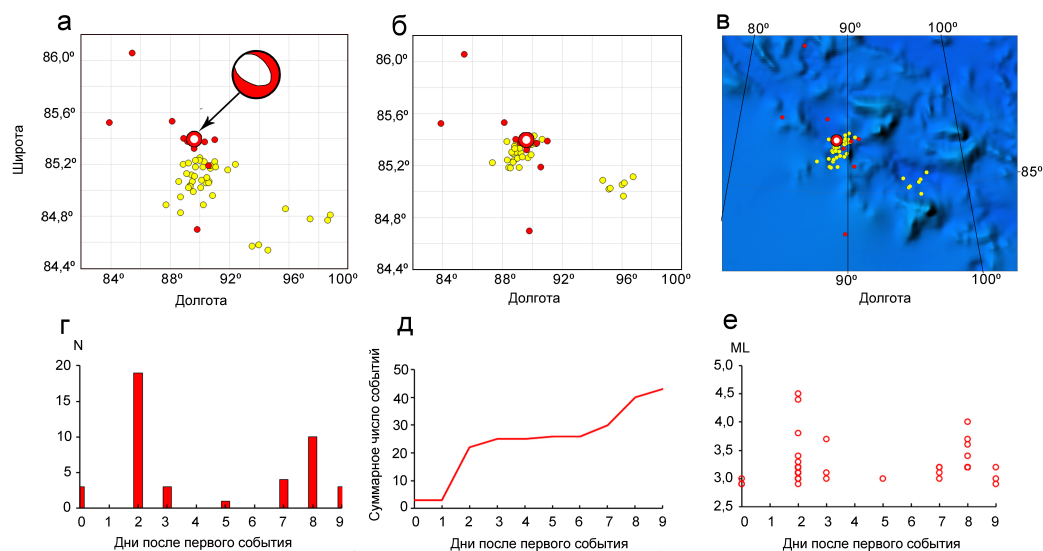 а
б
в
86,0º
85,6º
85,2º
84,8º
84,4º
Широта
84º
88º
92º
96º
100º
Долгота
86,0º
85,6º
85,2º
84,8º
84,4º
84º
88º
92º
96º
100º
Долгота
80º
90º
100º
85º
90º
100º
Долгота
г
N
20
15
10
5
0
0 1 2 3 4 5 6 7 8 9
Дни после первого события
д
Суммарное число событий
50
40
30
20
10
0
0 1 2 3 4 5 6 7 8 9
Дни после первого события
е
ML
5,0
4,5
4,0
3,5
3,0
2,5
0 1 2 3 4 5 6 7 8 9
Дни после первого события